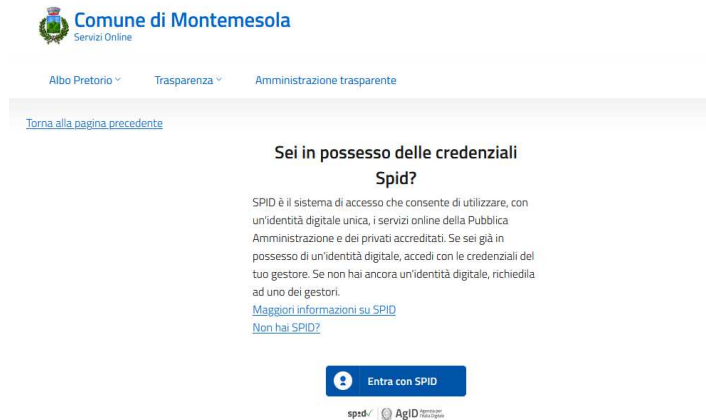 Comune di Montemesola
Servizi Online
Albo Pretorio Trasparenza Amministrazione trasparente
Torna alla pagina precedente
Sei in possesso delle credenziali
Spid?
SPID è il sistema di accesso che consente di utilizzare, con
un'identità digitale unica, i servizi online della Pubblica
Amministrazione e dei privati accreditati. Se sei già in
possesso di un'identità digitale, accedi con le credenziali del
tuo gestore. Se non hai ancora un'identità digitale, richiedila
ad uno dei gestori.
Maggiori informazioni su SPID
Non hai SPID?
Entra con SPID
spid AgID Agenzia per
l'Italia Digitale